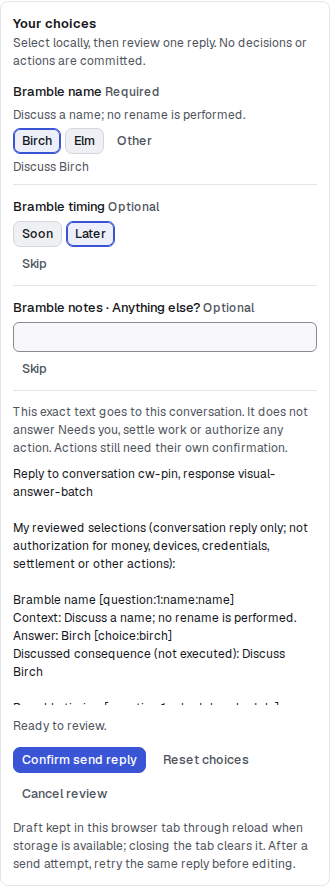 Your choices
Select locally, then review one reply. No decisions or
actions are committed.
Bramble name Required
Discuss a name; no rename is performed.
Birch Elm Other
Discuss Birch
Bramble timing Optional
Soon Later
Skip
Bramble notes · Anything else? Optional
Skip
This exact text goes to this conversation. It does not
answer Needs you, settle work or authorize any
action. Actions still need their own confirmation.
Reply to conversation cw-pin, response visual-
answer-batch
My reviewed selections (conversation reply only; not
authorization for money, devices, credentials,
settlement or other actions):
Bramble name [question:1:name:name]
Context: Discuss a name; no rename is performed.
Answer: Birch [choice:birch]
Discussed consequence (not executed): Discuss
Birch
Ready to review.
Confirm send reply Reset choices
Cancel review
Draft kept in this browser tab through reload when
storage is available; closing the tab clears it. After a
send attempt, retry the same reply before editing.